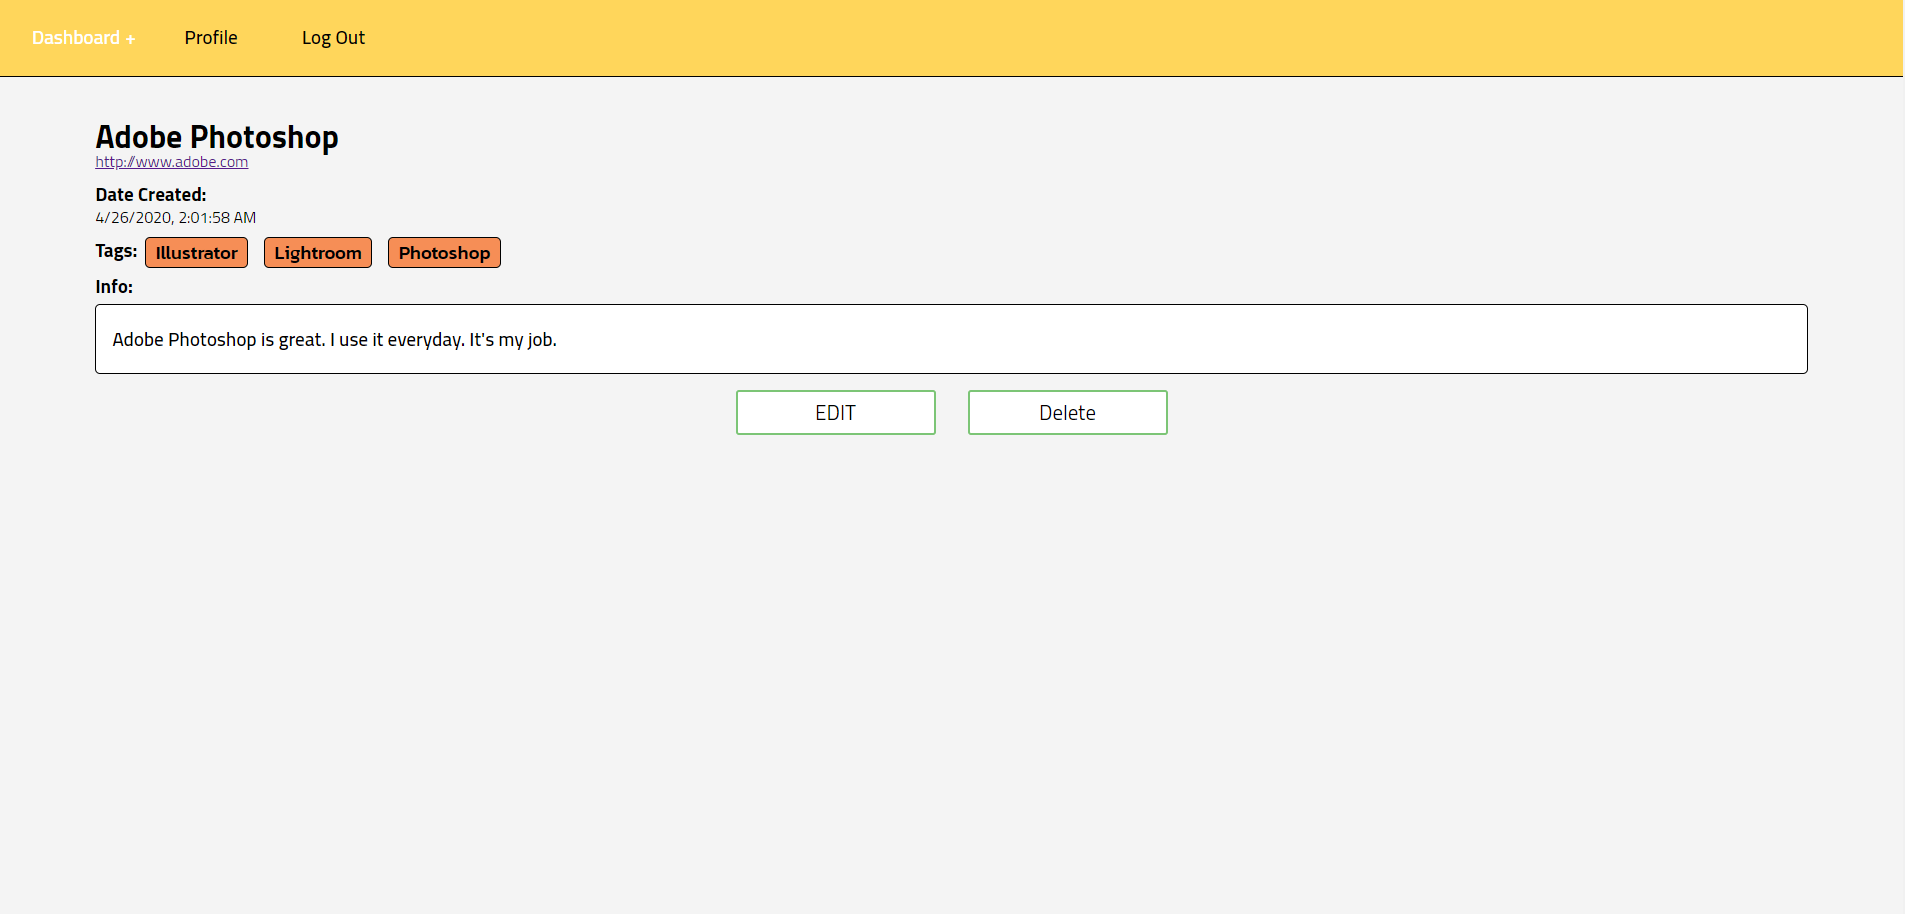 Dashboard + Profile Log Out
Adobe Photoshop
http://www.adobe.com
Date Created:
4/26/2020, 2:01:58 AM
Tags: Illustrator Lightroom Photoshop
Info:
Adobe Photoshop is great. I use it everyday. It's my job.
EDIT Delete